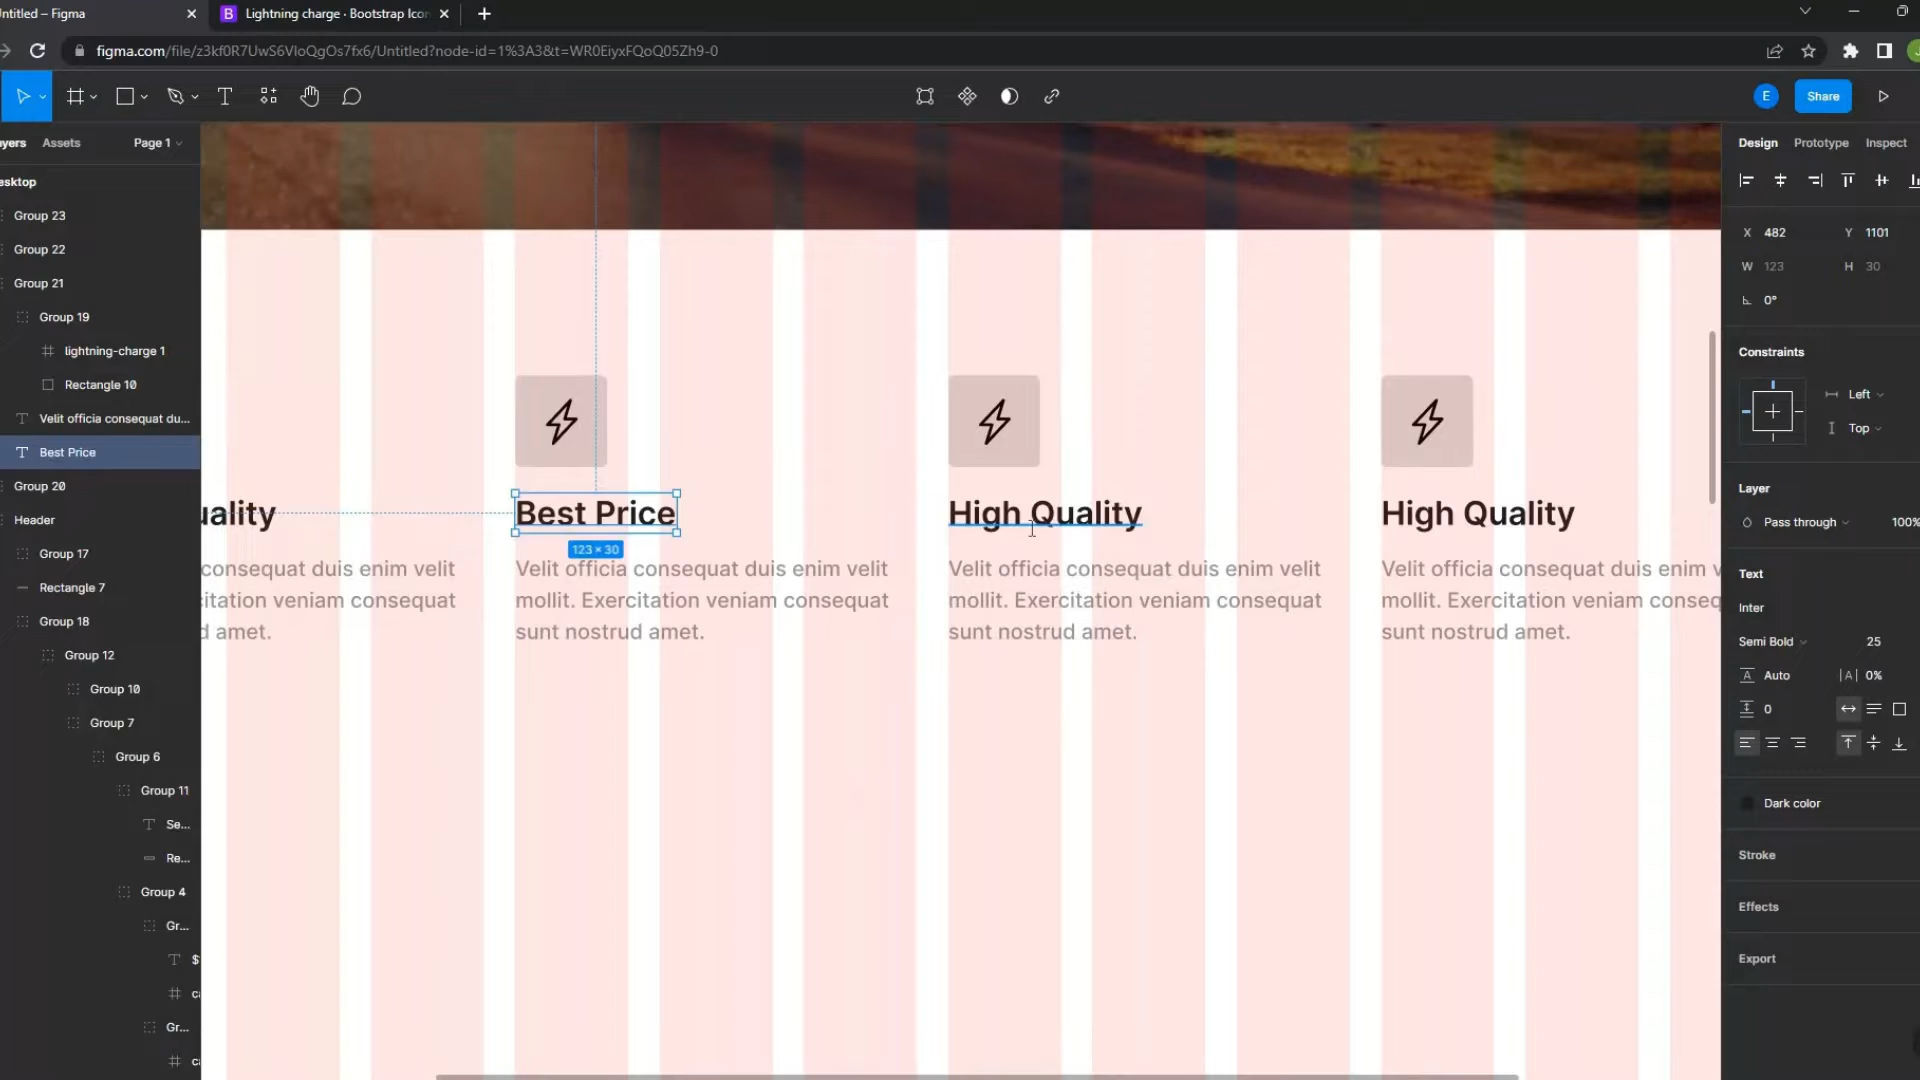 ntitled – Figma
Lightning charge · Bootstrap Icon
figma.com/file/z3kf0R7UwS6VIoQgOs7fx6/Untitled?node-id=1%3A3&t=WR0EiyxFQoQ05Zh9-0
E
Share
yers
Assets
Page 1
esktop
Group 23
Group 22
Group 21
Group 19
lightning-charge 1
Rectangle 10
Velit officia consequat du...
Best Price
Group 20
Header
Group 17
Rectangle 7
Group 18
Group 12
Group 10
Group 7
Group 6
Group 11
Se...
Re...
Group 4
Gr...
$
ca
Gr...
ca
uality
consequat duis enim velit
citation veniam consequat
d amet.
Best Price
123 × 30
Velit officia consequat duis enim velit
mollit. Exercitation veniam consequat
sunt nostrud amet.
High Quality
Velit officia consequat duis enim velit
mollit. Exercitation veniam consequat
sunt nostrud amet.
High Quality
Velit officia consequat duis enim v
mollit. Exercitation veniam conseq
sunt nostrud amet.
Design
Prototype
Inspect
X 482 Y 1101
W 123 H 30
0°
Constraints
Left
Top
Layer
Pass through 100%
Text
Inter
Semi Bold 25
Auto |A| 0%
0
Dark color
Stroke
Effects
Export